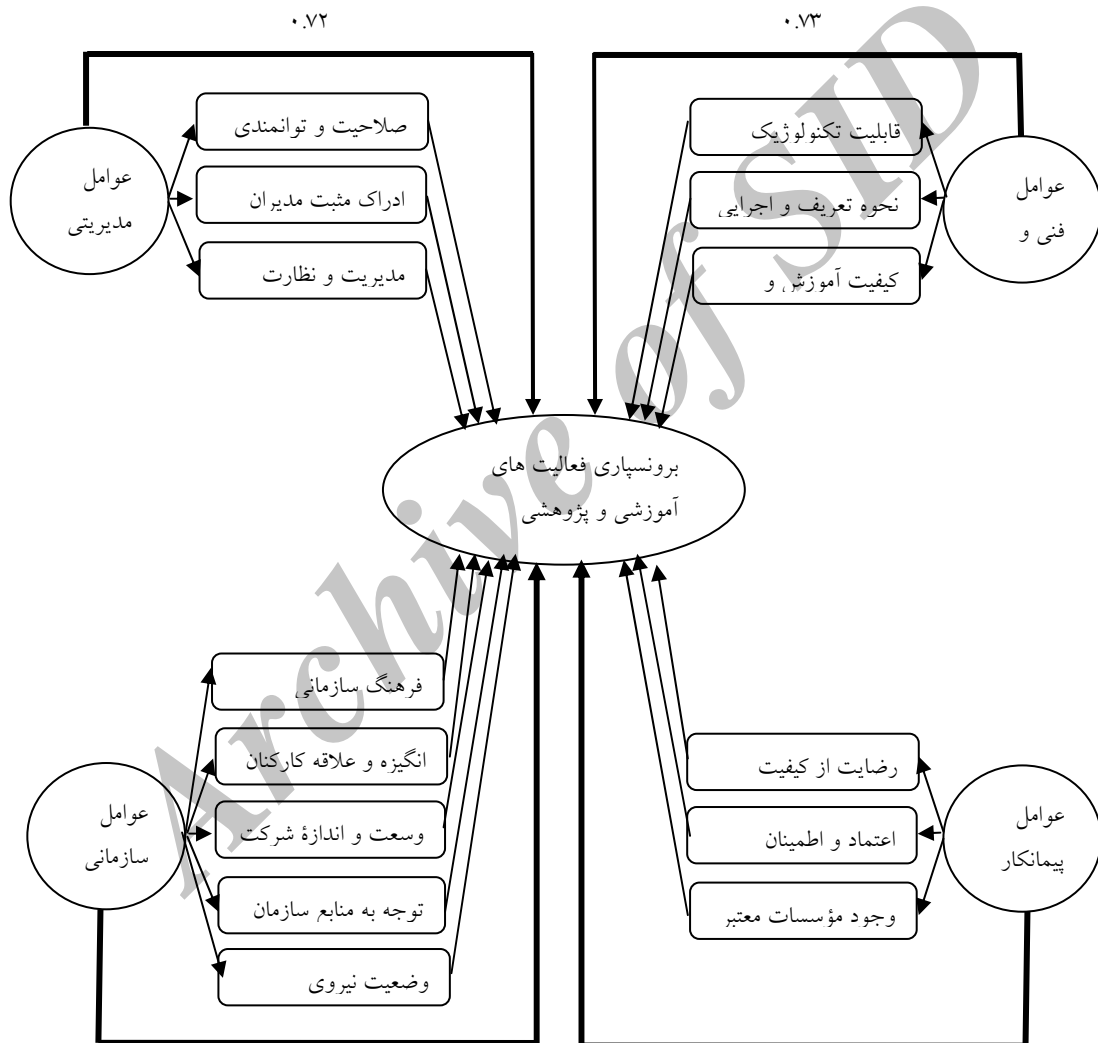 ۰.۷۳
۰.۷۲
عوامل
فنی و
قابلیت تکنولوژیک
نحوه تعریف و اجرایی
کیفیت آموزش و
صلاحیت و توانمندی
ادراک مثبت مدیران
مدیریت و نظارت
عوامل
مدیریتی
برونسپاری فعالیت های
آموزشی و پژوهشی
عوامل
پیمانکار
رضایت از کیفیت
اعتماد و اطمینان
وجود مؤسسات معتبر
فرهنگ سازمانی
انگیزه و علاقه کارکنان
وسعت و اندازۀ شرکت
توجه به منابع سازمان
وضعیت نیروی
عوامل
سازمانی
Archive of SID